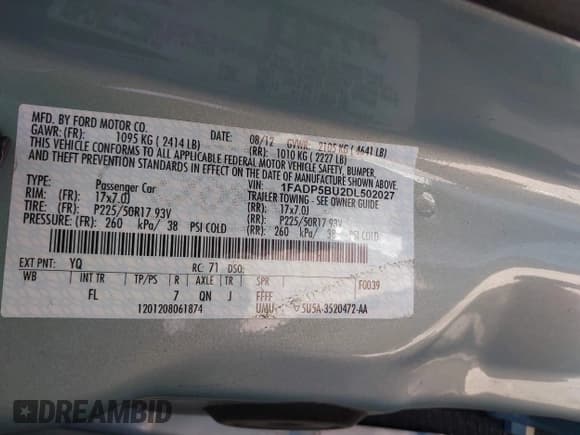 MFD. BY FORD MOTOR CO.
DATE: 08/12 GVWR: 2105 KG ( 4641 LB)
GAWR: (FR): 1095 KG ( 2414 LB) (RR): 1010 KG ( 2227 LB)
THIS VEHICLE CONFORMS TO ALL APPLICABLE FEDERAL MOTOR VEHICLE SAFETY, BUMPER,
AND THEFT PREVENTION STANDARDS IN EFFECT ON THE DATE OF MANUFACTURE SHOWN ABOVE.
VIN: 1FADP5BU2DL502027
TYPE: Passenger Car TRAILER TOWING - SEE OWNER GUIDE
RIM: (FR): 17x7.0J (RR): 17x7.0J
TIRE: (FR): P225/50R17 93V (RR): P225/50R17 93V
PRESSURE: (FR): 260 kPa/ 38 PSI COLD (RR): 260 kPa/ 38 PSI COLD
EXT PNT: YQ RC: 71 DSO: F0039
WB INT TR TP/PS R AXLE TR SPR
FL 7 QN J FFFF
1201208061874 UMU 5U5A-3520472-AA
DREAMBID